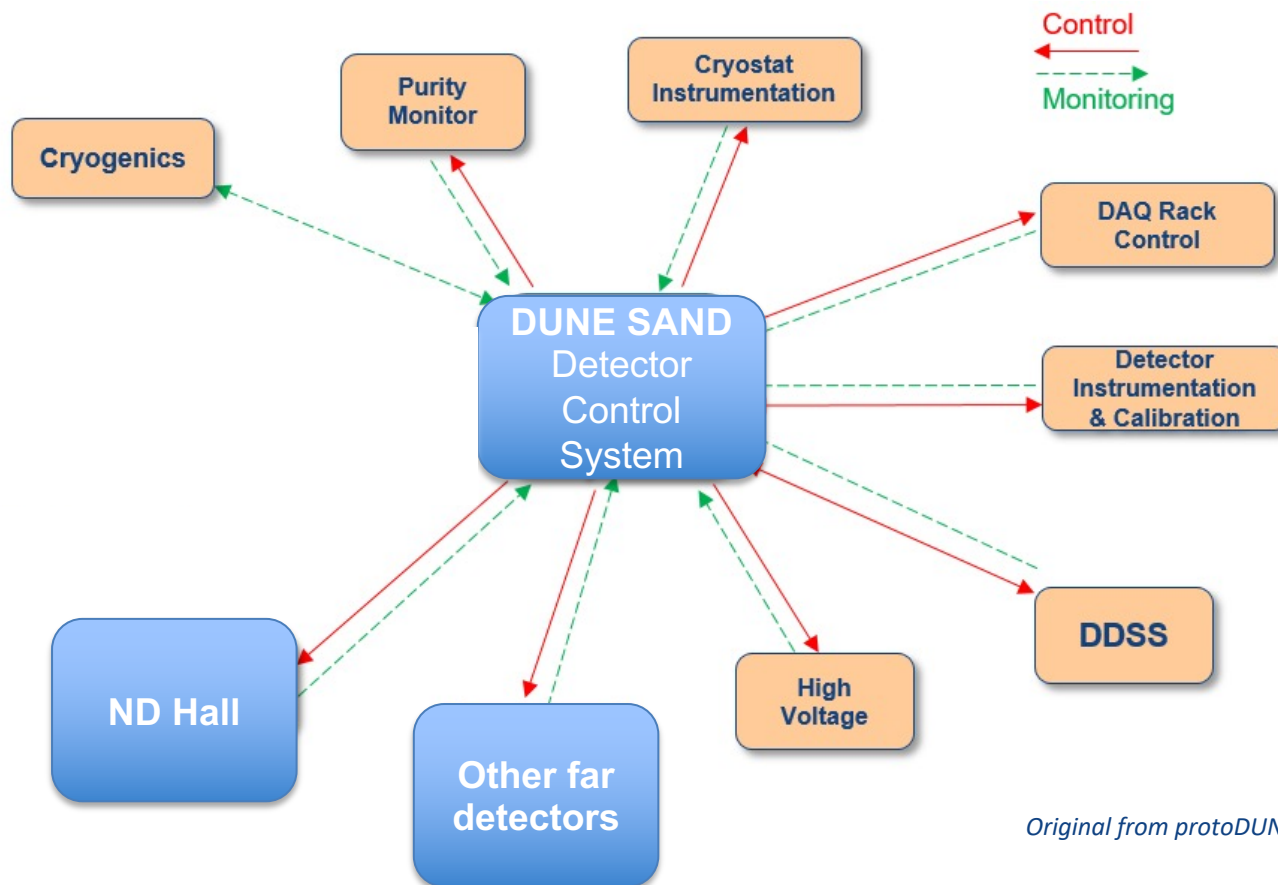 Control
Monitoring
Cryostat
Instrumentation
Purity
Monitor
Cryogenics
DAQ Rack
Control
DUNE SAND
Detector
Control
System
Detector
Instrumentation
& Calibration
DDSS
ND Hall
High
Voltage
Other far
detectors
Original from protoDUN